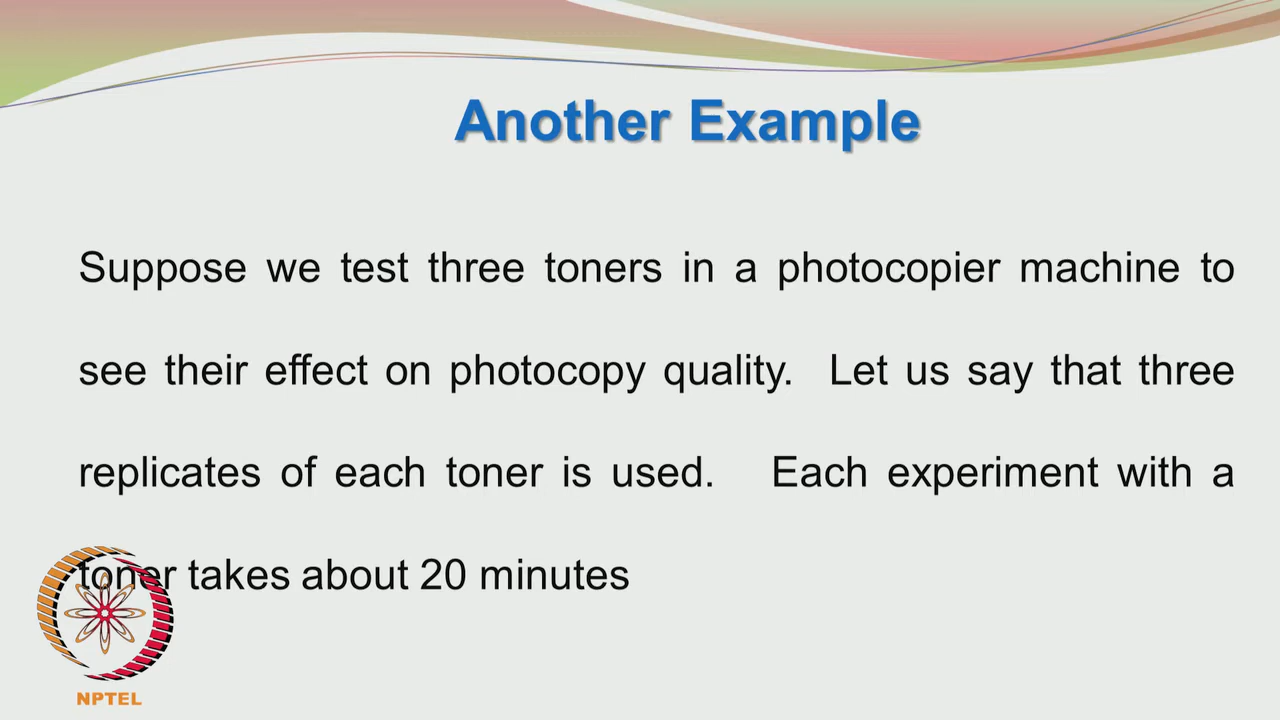 Another Example
Suppose we test three toners in a photocopier machine to
see their effect on photocopy quality. Let us say that three
replicates of each toner is used. Each experiment with a
toner takes about 20 minutes
NPTEL